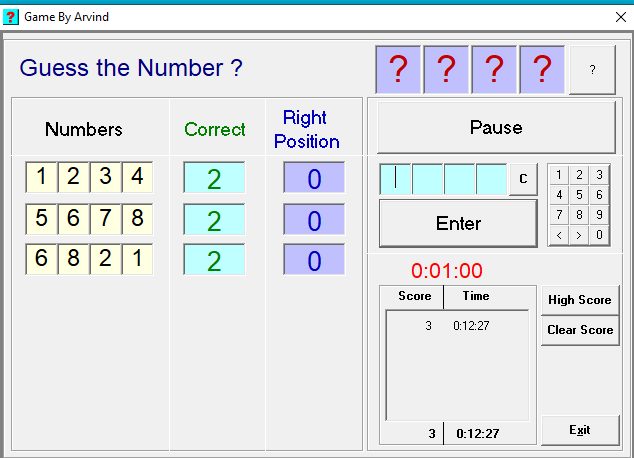 Game By Arvind
Guess the Number ?
? ? ? ? ?
Numbers Correct Right Position
1 2 3 4 2 0
5 6 7 8 2 0
6 8 2 1 2 0
Pause
C
1 2 3
4 5 6
7 8 9
< > 0
Enter
0:01:00
Score Time
3 0:12:27
3 0:12:27
High Score
Clear Score
Exit